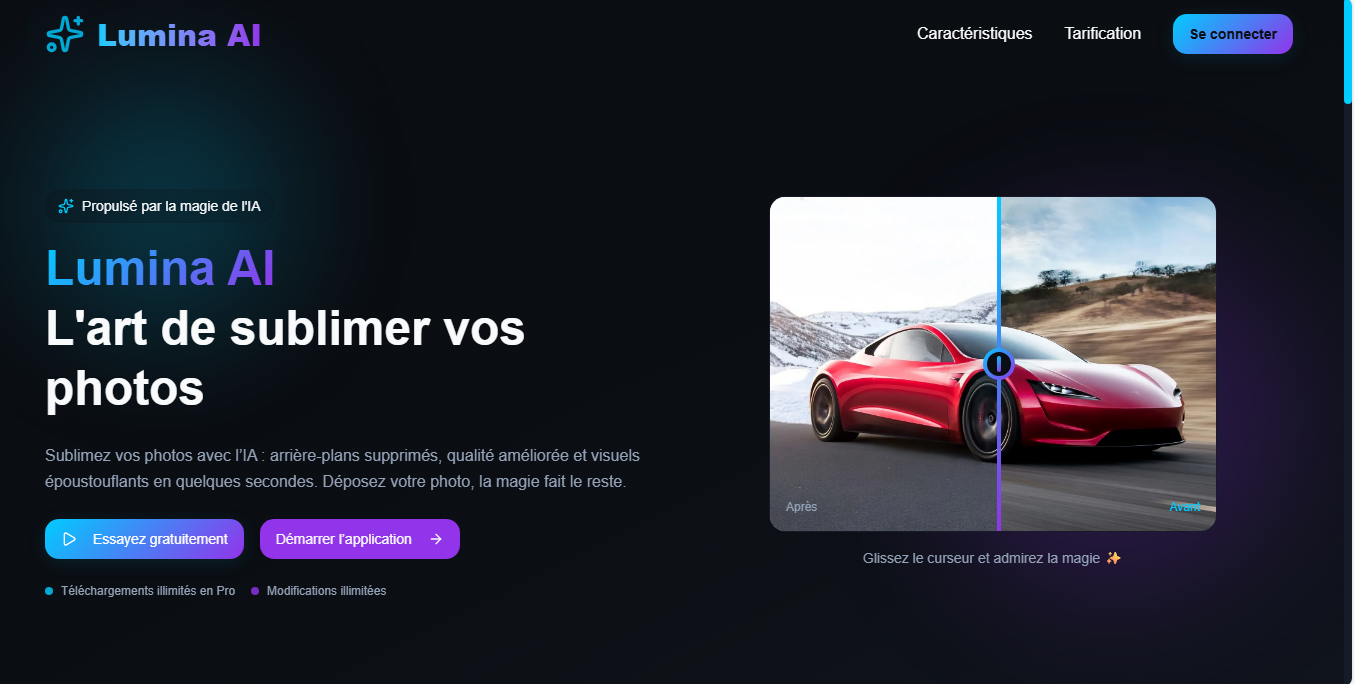 Lumina AI
Caractéristiques
Tarification
Se connecter
Propulsé par la magie de l'IA
Lumina AI
L'art de sublimer vos
photos
Sublimez vos photos avec l’IA : arrière-plans supprimés, qualité améliorée et visuels
époustouflants en quelques secondes. Déposez votre photo, la magie fait le reste.
Essayez gratuitement
Démarrer l’application
Téléchargements illimités en Pro
Modifications illimitées
Après
Avant
Glissez le curseur et admirez la magie ✨